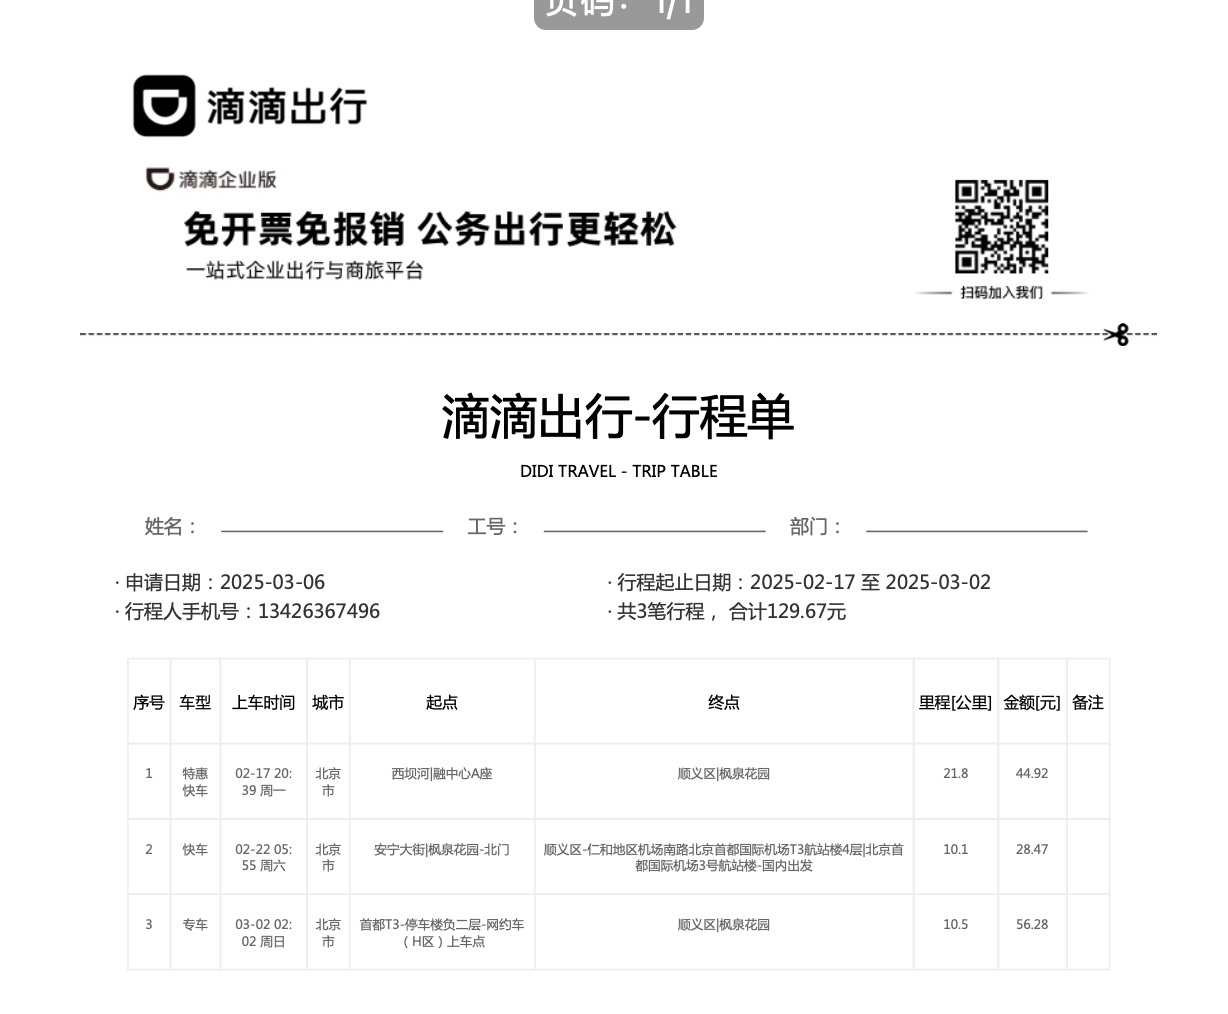 页码： 1/1
滴滴出行
滴滴企业版
免开票免报销 公务出行更轻松
一站式企业出行与商旅平台
扫码加入我们
滴滴出行-行程单
DIDI TRAVEL - TRIP TABLE
姓名： 工号： 部门：
· 申请日期：2025-03-06 · 行程起止日期：2025-02-17 至 2025-03-02
· 行程人手机号：13426367496 · 共3笔行程， 合计129.67元
序号 车型 上车时间 城市 起点 终点 里程[公里] 金额[元] 备注
1 特惠 02-17 20: 北京 西坝河|融中心A座 顺义区|枫泉花园 21.8 44.92
快车 39 周一 市
2 快车 02-22 05: 北京 安宁大街|枫泉花园-北门 顺义区-仁和地区机场南路北京首都国际机场T3航站楼4层|北京首 10.1 28.47
55 周六 市 都国际机场3号航站楼-国内出发
3 专车 03-02 02: 北京 首都T3-停车楼负二层-网约车 顺义区|枫泉花园 10.5 56.28
02 周日 市 （H区）上车点